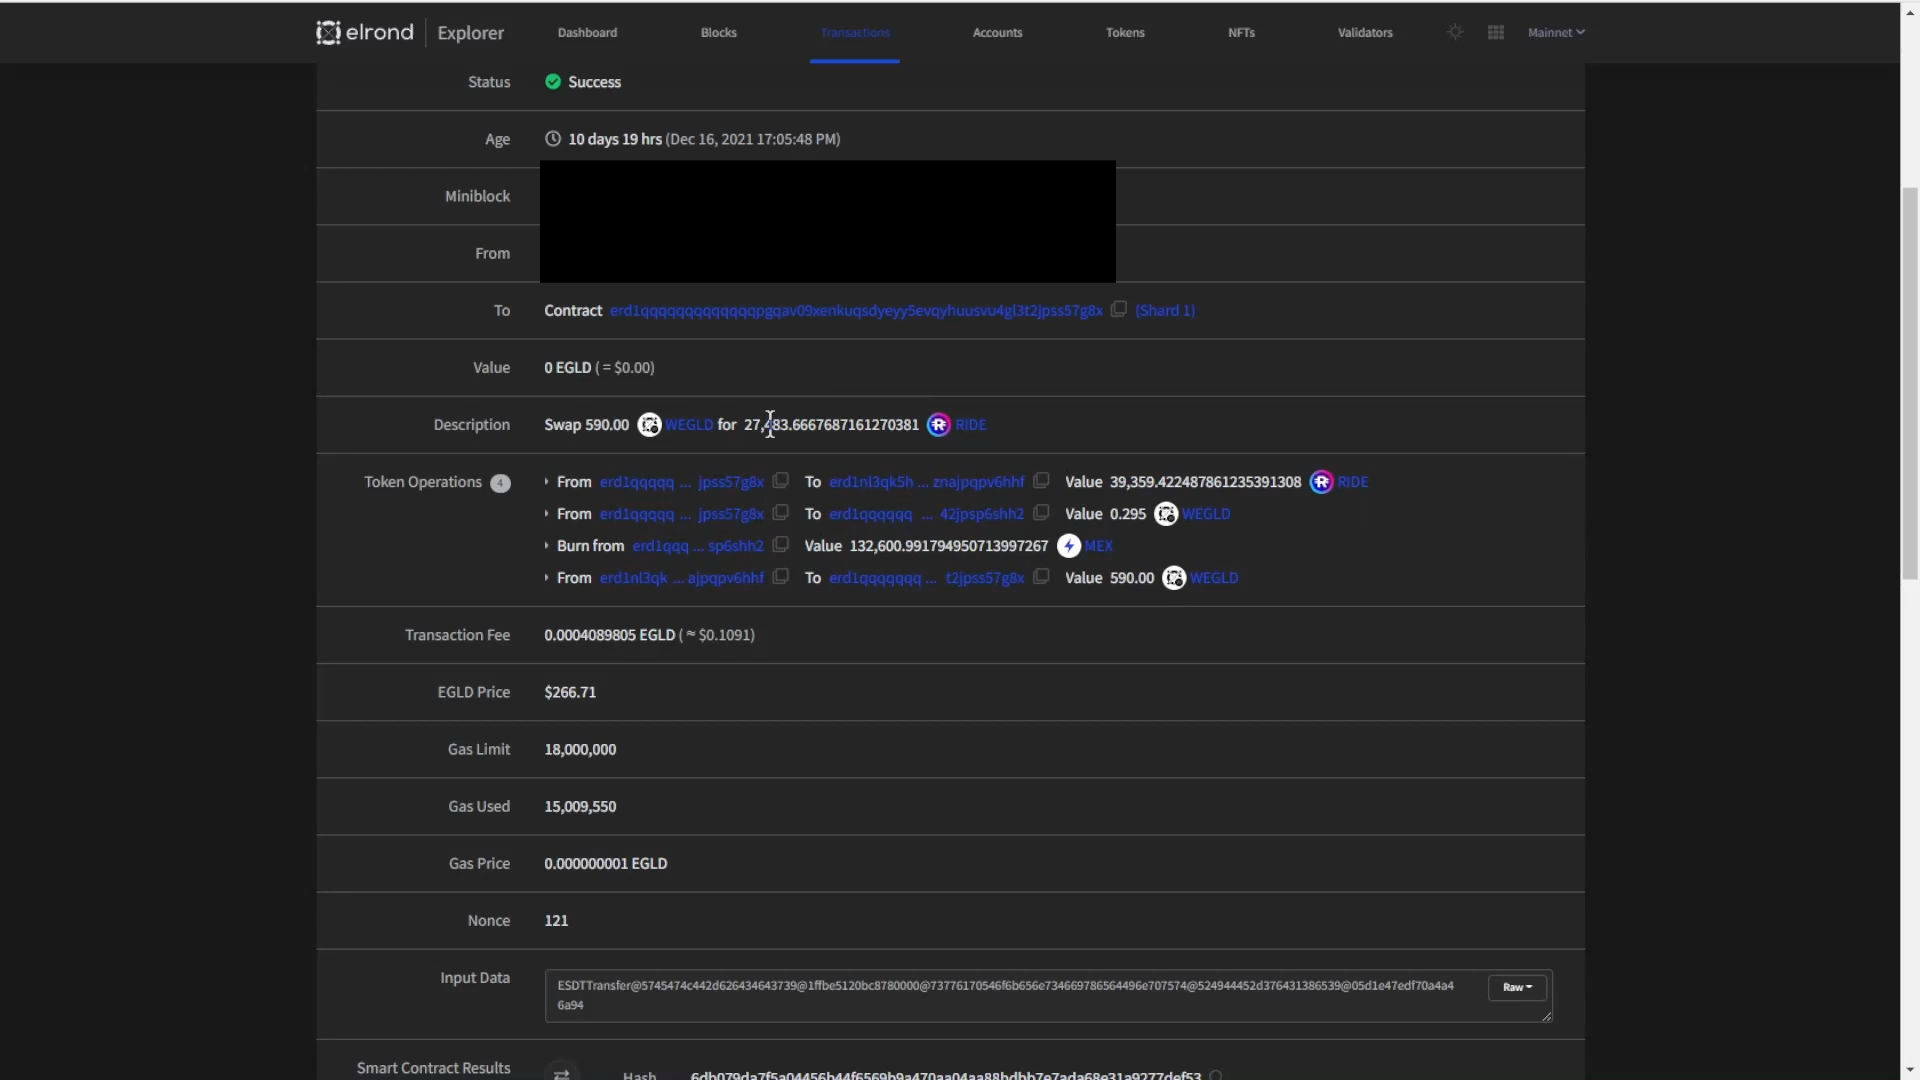 elrond Explorer Dashboard Blocks Transactions Accounts Tokens NFTs Validators Mainnet
Status Success
Age 10 days 19 hrs (Dec 16, 2021 17:05:48 PM)
Miniblock
From
To Contract erd1qqqqqqqqqqqqqpgqav09xenkuqsdyeyy5evqyhuusvu4gl3t2jpss57g8x (Shard 1)
Value 0 EGLD ( = $0.00)
Description Swap 590.00 WEGLD for 27,483.6667687161270381 RIDE
Token Operations 4 From erd1qqqqq ... jpss57g8x To erd1nl3qk5h ... znajpqpv6hhf Value 39,359.422487861235391308 RIDE
From erd1qqqqq ... jpss57g8x To erd1qqqqqq ... 42jpsp6shh2 Value 0.295 WEGLD
Burn from erd1qqq ... sp6shh2 Value 132,600.991794950713997267 MEX
From erd1nl3qk ... ajpqpv6hhf To erd1qqqqqqq ... t2jpss57g8x Value 590.00 WEGLD
Transaction Fee 0.0004089805 EGLD ( ≈ $0.1091)
EGLD Price $266.71
Gas Limit 18,000,000
Gas Used 15,009,550
Gas Price 0.000000001 EGLD
Nonce 121
Input Data ESDTTransfer@5745474c442d626434643739@1ffbe5120bc8780000@73776170546f6b656e734669786564496e707574@524944452d376431386539@05d1e47edf70a4a4 Raw
6a94
Smart Contract Results Hash 6db079da7f5a04456b44f6569b9a470aa04aa88bdbb7e7ada68e31a9277def53